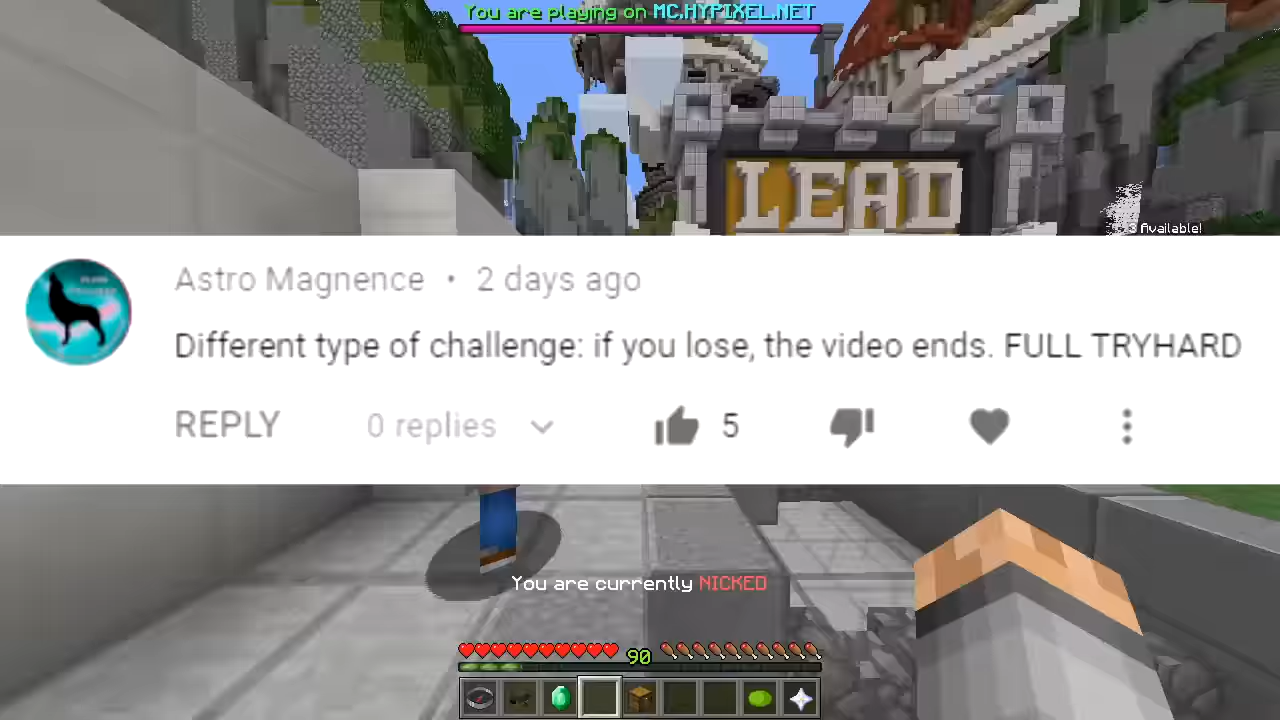 You are playing on MC.HYPIXEL.NET
LEAD
Available!
Astro Magnence • 2 days ago
Different type of challenge: if you lose, the video ends. FULL TRYHARD
REPLY 0 replies 5
You are currently NICKED
90